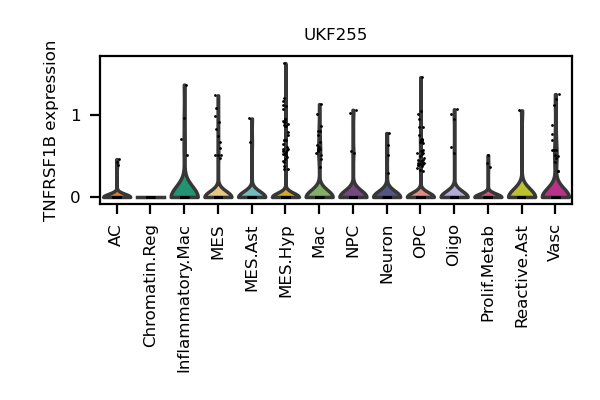 UKF255
TNFRSF1B expression
1
0
AC
Chromatin.Reg
Inflammatory.Mac
MES
MES.Ast
MES.Hyp
Mac
NPC
Neuron
OPC
Oligo
Prolif.Metab
Reactive.Ast
Vasc